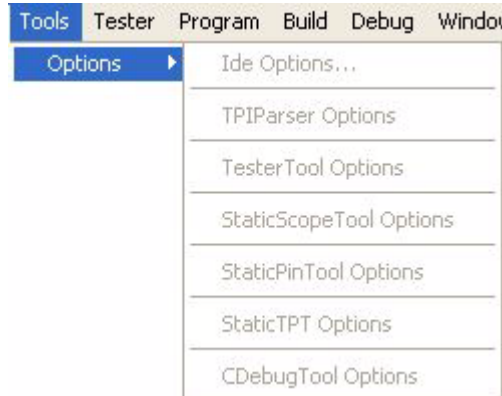 Tools Tester Program Build Debug
Options Ide Options...
TPIParser Options
TesterTool Options
StaticScopeTool Options
StaticPinTool Options
StaticTPT Options
CDebugTool Options